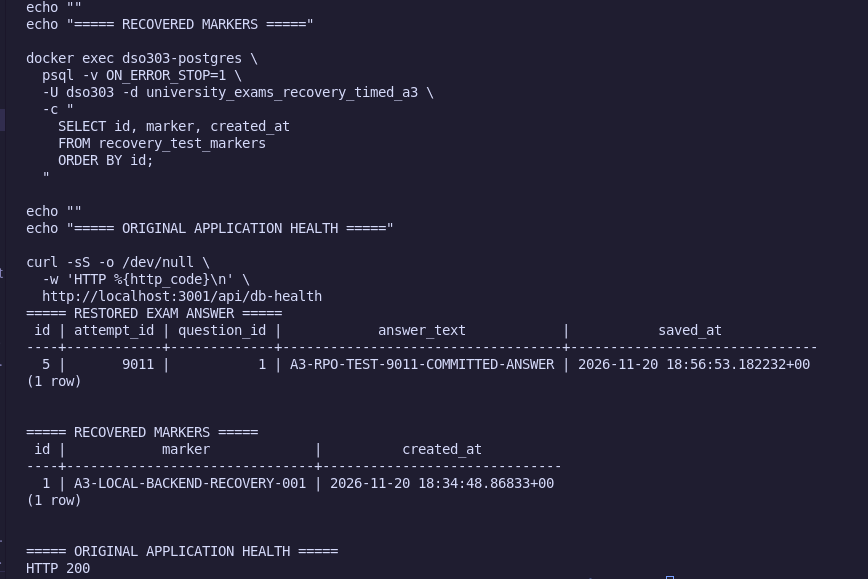 echo ""
echo "===== RECOVERED MARKERS ====="
docker exec dso303-postgres \
  psql -v ON_ERROR_STOP=1 \
  -U dso303 -d university_exams_recovery_timed_a3 \
  -c "
    SELECT id, marker, created_at
    FROM recovery_test_markers
    ORDER BY id;
  "
echo ""
echo "===== ORIGINAL APPLICATION HEALTH ====="
curl -sS -o /dev/null \
  -w 'HTTP %{http_code}\n' \
  http://localhost:3001/api/db-health
===== RESTORED EXAM ANSWER =====
 id | attempt_id | question_id |            answer_text            |           saved_at
----+------------+-------------+-----------------------------------+-------------------------------
  5 |       9011 |           1 | A3-RPO-TEST-9011-COMMITTED-ANSWER | 2026-11-20 18:56:53.182232+00
(1 row)
===== RECOVERED MARKERS =====
 id |            marker             |          created_at
----+-------------------------------+------------------------------
  1 | A3-LOCAL-BACKEND-RECOVERY-001 | 2026-11-20 18:34:48.86833+00
(1 row)
===== ORIGINAL APPLICATION HEALTH =====
HTTP 200